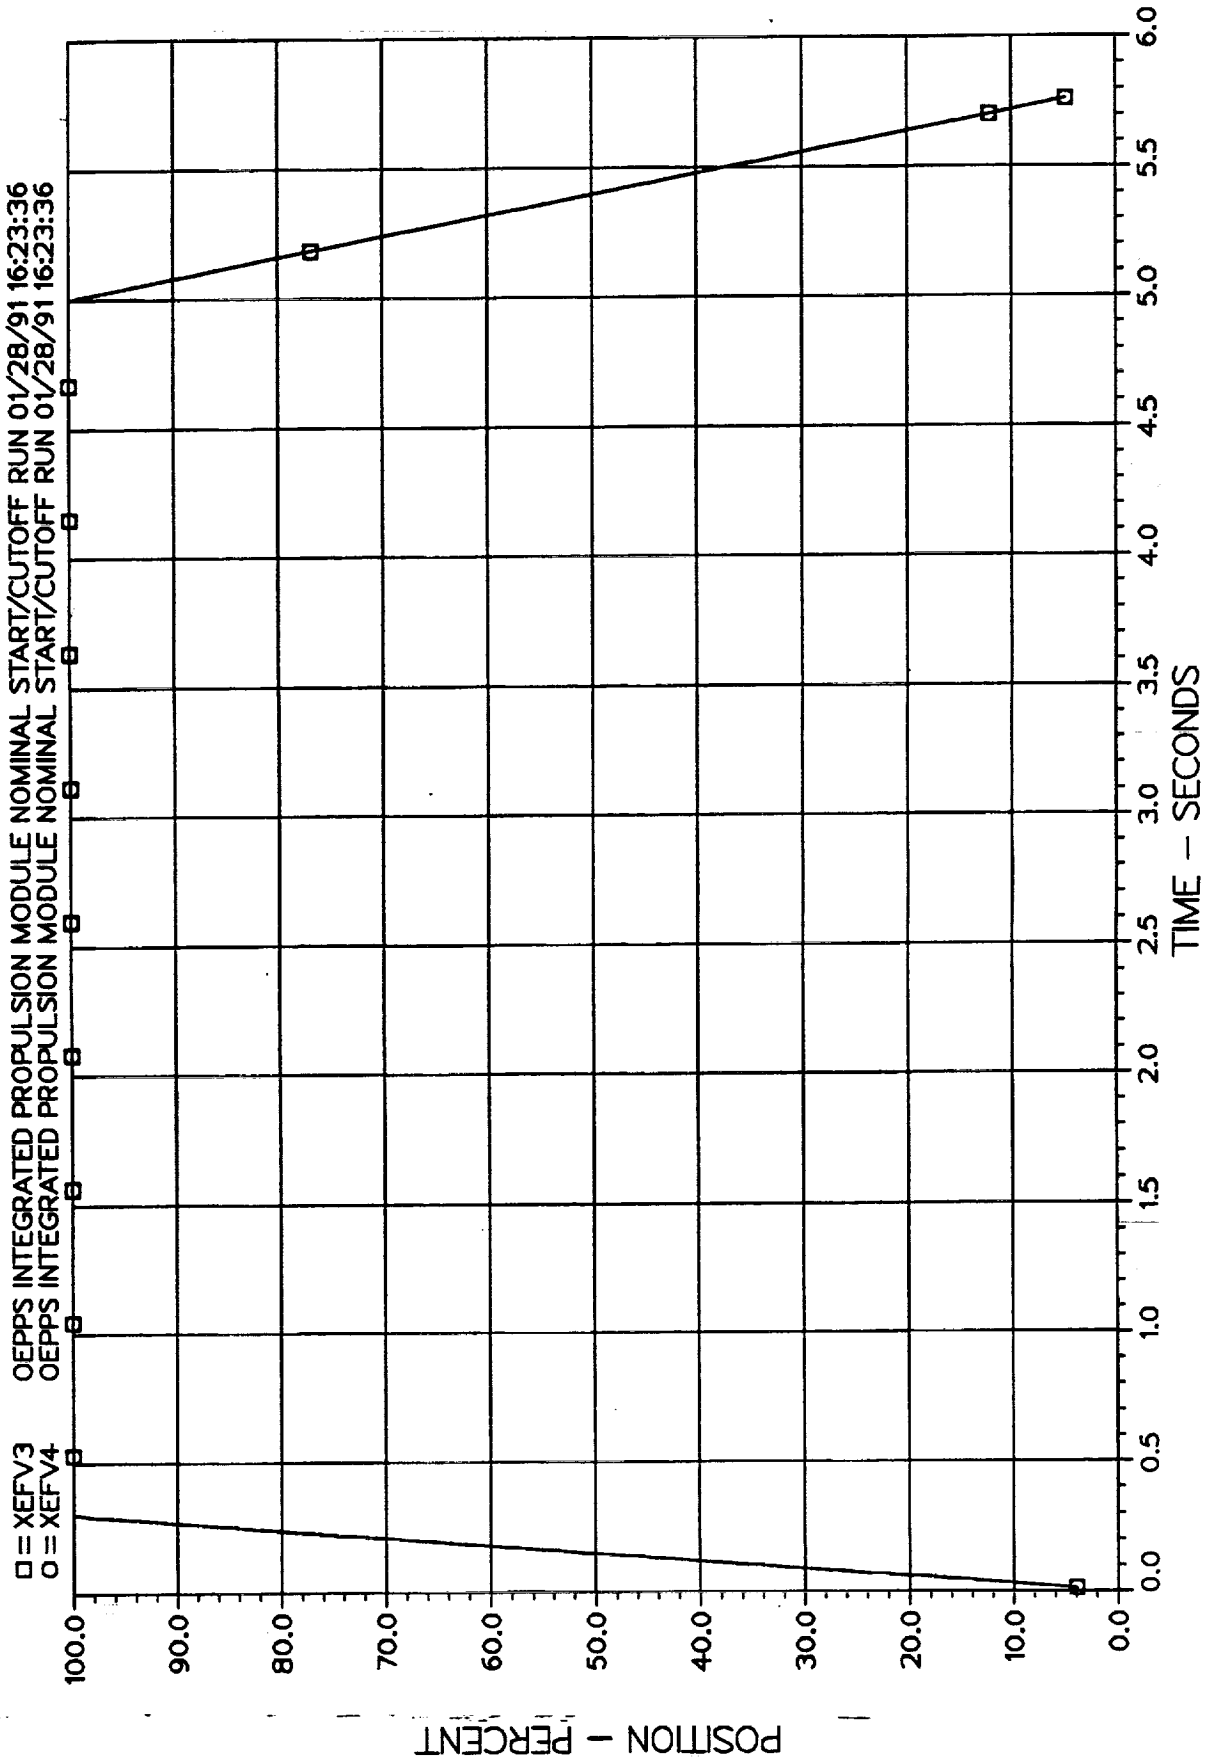 □ = XEFV3 OEPPS INTEGRATED PROPULSION MODULE NOMINAL START/CUTOFF RUN 01/28/91 16:23:36
○ = XEFV4 OEPPS INTEGRATED PROPULSION MODULE NOMINAL START/CUTOFF RUN 01/28/91 16:23:36
100.0
90.0
80.0
70.0
60.0
50.0
40.0
30.0
20.0
10.0
0.0
POSITION – PERCENT
0.0 0.5 1.0 1.5 2.0 2.5 3.0 3.5 4.0 4.5 5.0 5.5 6.0
TIME – SECONDS